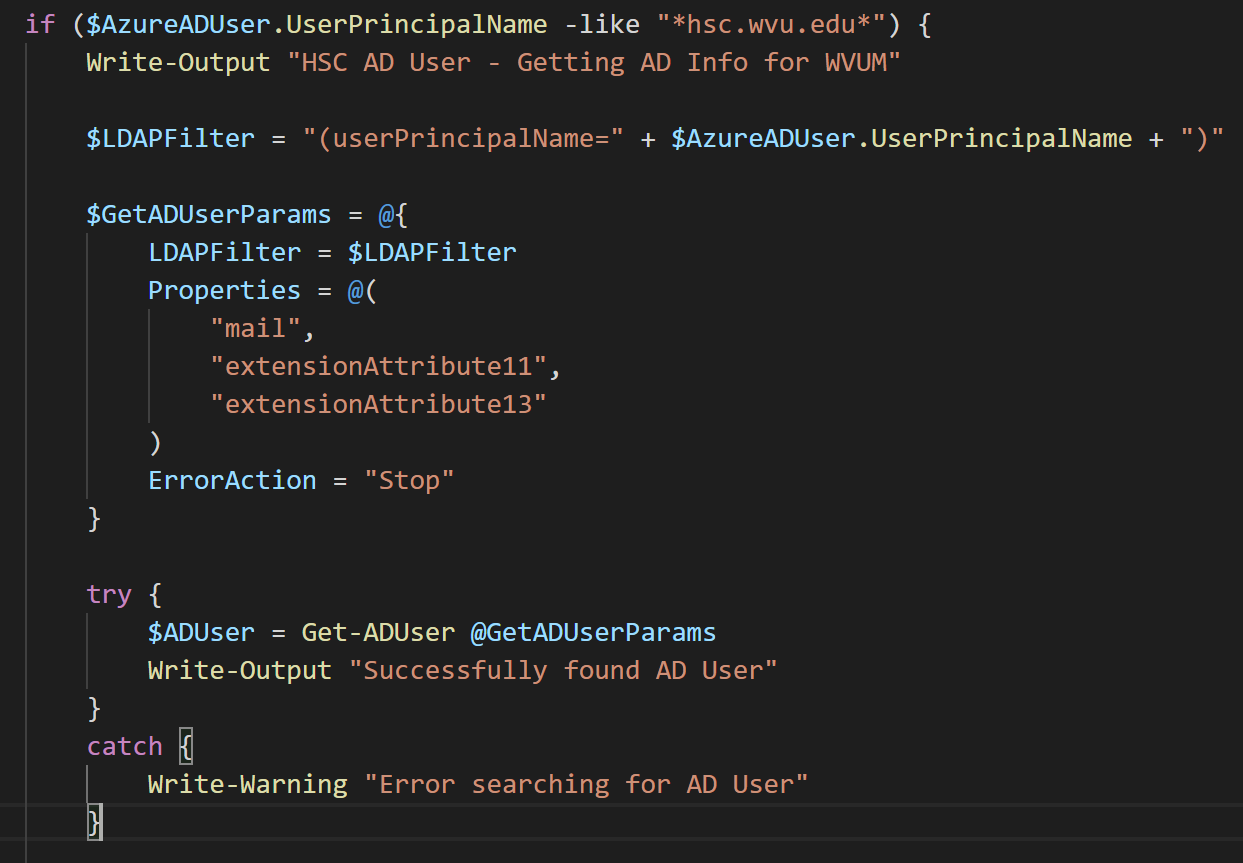 if ($AzureADUser.UserPrincipalName -like "*hsc.wvu.edu*") {
    Write-Output "HSC AD User - Getting AD Info for WVUM"

    $LDAPFilter = "(userPrincipalName=" + $AzureADUser.UserPrincipalName + ")"

    $GetADUserParams = @{
        LDAPFilter = $LDAPFilter
        Properties = @(
            "mail",
            "extensionAttribute11",
            "extensionAttribute13"
        )
        ErrorAction = "Stop"
    }

    try {
        $ADUser = Get-ADUser @GetADUserParams
        Write-Output "Successfully found AD User"
    }
    catch {
        Write-Warning "Error searching for AD User"
    }